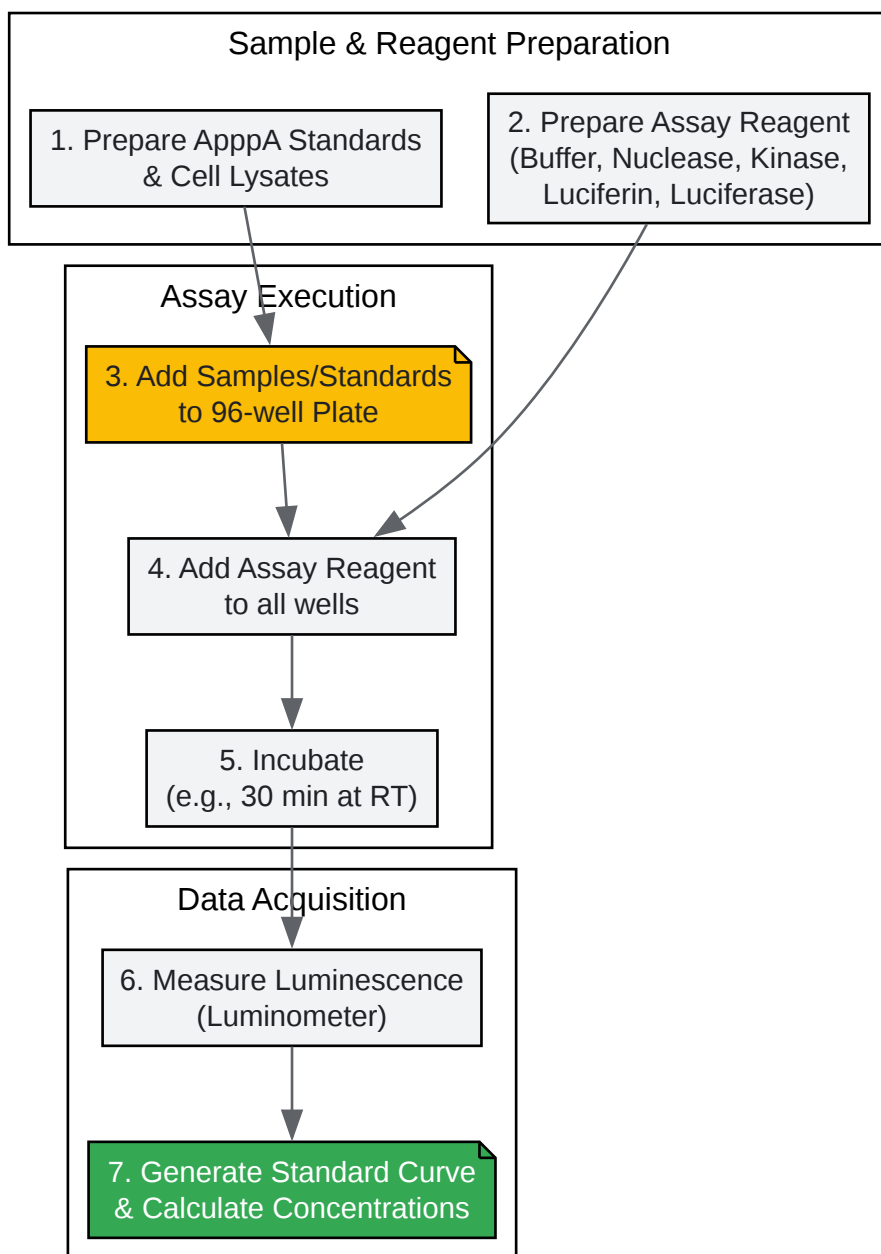 Sample & Reagent Preparation
1. Prepare ApppA Standards
& Cell Lysates
2. Prepare Assay Reagent
(Buffer, Nuclease, Kinase,
Luciferin, Luciferase)
Assay Execution
3. Add Samples/Standards
to 96-well Plate
4. Add Assay Reagent
to all wells
5. Incubate
(e.g., 30 min at RT)
Data Acquisition
6. Measure Luminescence
(Luminometer)
7. Generate Standard Curve
& Calculate Concentrations